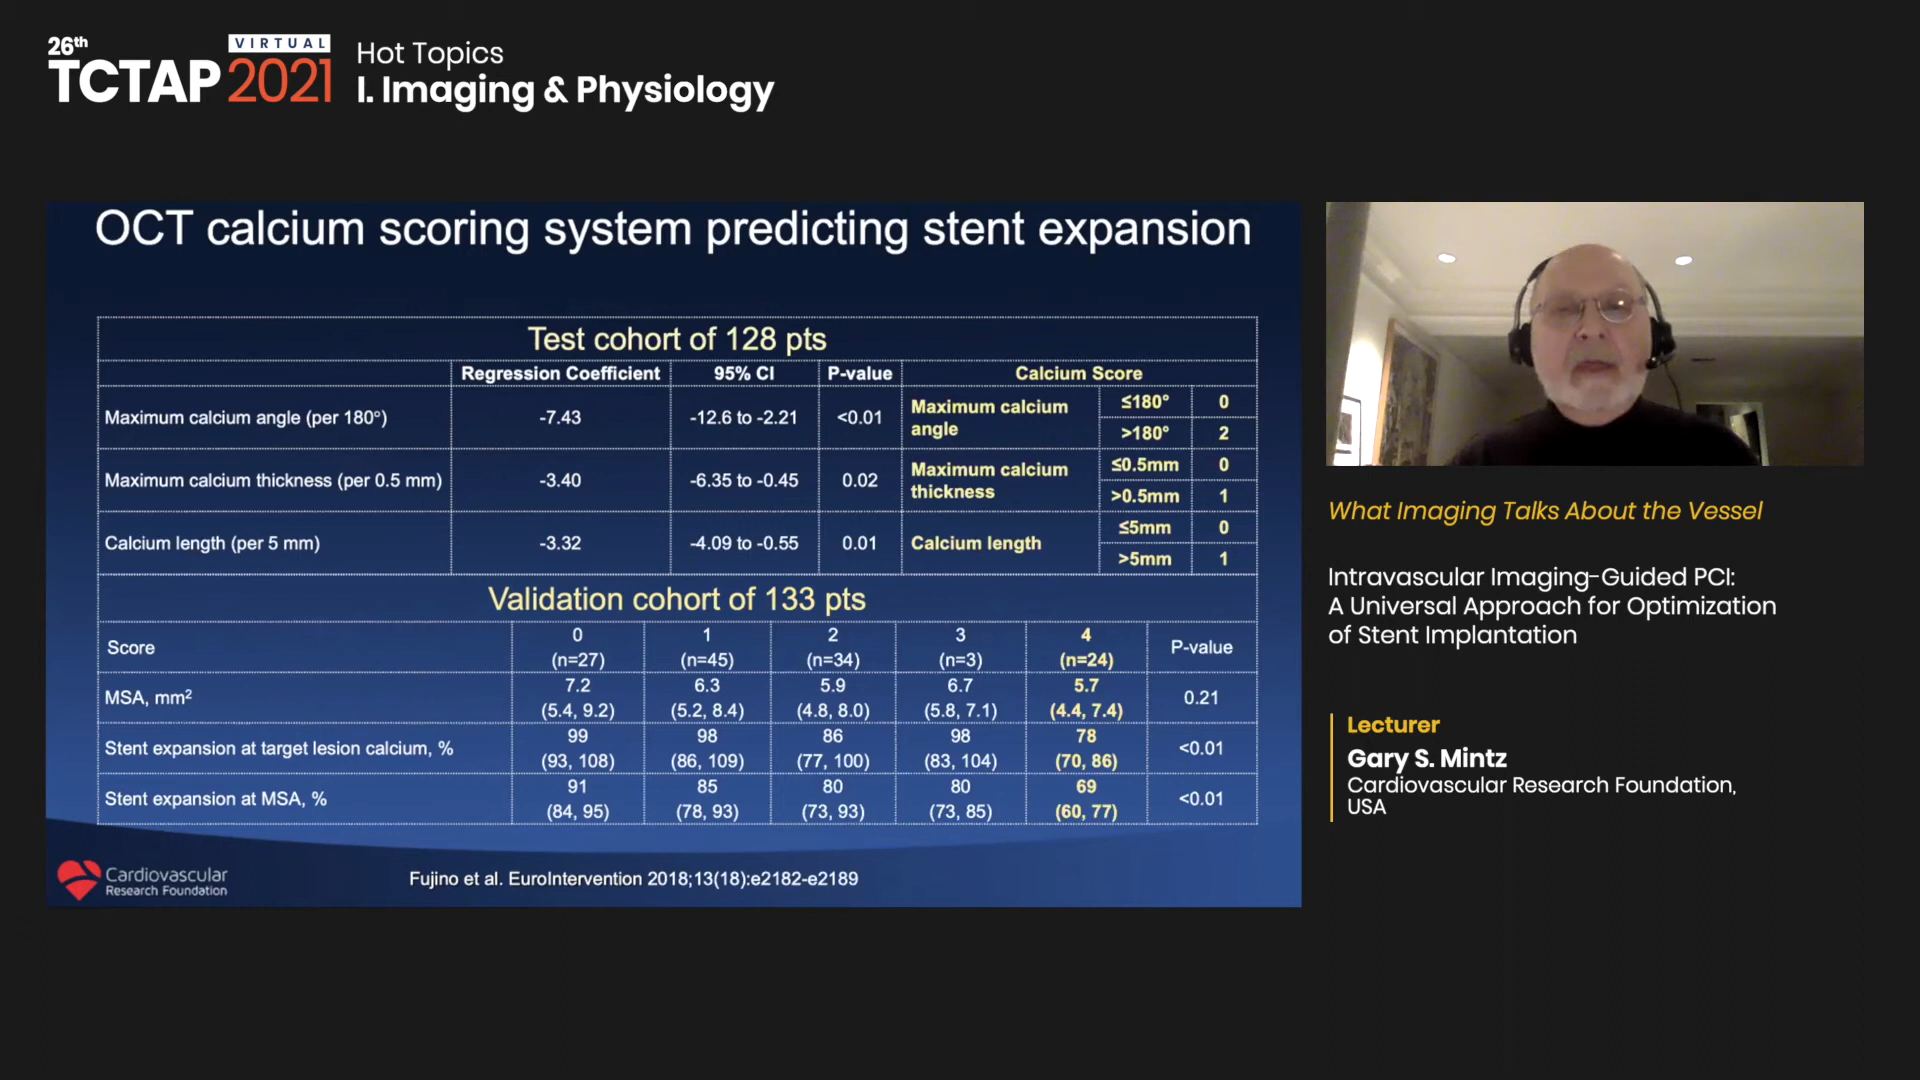 26th
VIRTUAL
TCTAP 2021
Hot Topics
I. Imaging & Physiology
OCT calcium scoring system predicting stent expansion
Test cohort of 128 pts
Regression Coefficient 95% CI P-value Calcium Score
Maximum calcium angle (per 180°) -7.43 -12.6 to -2.21 <0.01 Maximum calcium angle ≤180° 0
>180° 2
Maximum calcium thickness (per 0.5 mm) -3.40 -6.35 to -0.45 0.02 Maximum calcium thickness ≤0.5mm 0
>0.5mm 1
Calcium length (per 5 mm) -3.32 -4.09 to -0.55 0.01 Calcium length ≤5mm 0
>5mm 1
Validation cohort of 133 pts
Score 0 (n=27) 1 (n=45) 2 (n=34) 3 (n=3) 4 (n=24) P-value
MSA, mm² 7.2 (5.4, 9.2) 6.3 (5.2, 8.4) 5.9 (4.8, 8.0) 6.7 (5.8, 7.1) 5.7 (4.4, 7.4) 0.21
Stent expansion at target lesion calcium, % 99 (93, 108) 98 (86, 109) 86 (77, 100) 98 (83, 104) 78 (70, 86) <0.01
Stent expansion at MSA, % 91 (84, 95) 85 (78, 93) 80 (73, 93) 80 (73, 85) 69 (60, 77) <0.01
Cardiovascular
Research Foundation
Fujino et al. EuroIntervention 2018;13(18):e2182-e2189
What Imaging Talks About the Vessel
Intravascular Imaging-Guided PCI:
A Universal Approach for Optimization
of Stent Implantation
Lecturer
Gary S. Mintz
Cardiovascular Research Foundation,
USA